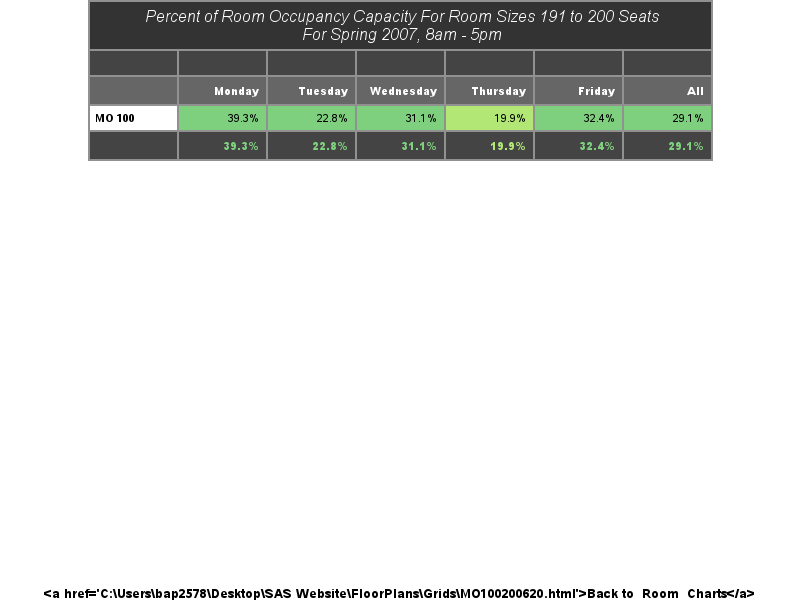 Percent of Room Occupancy Capacity For Room Sizes 191 to 200 Seats
For Spring 2007, 8am - 5pm
Monday Tuesday Wednesday Thursday Friday All
MO 100 39.3% 22.8% 31.1% 19.9% 32.4% 29.1%
39.3% 22.8% 31.1% 19.9% 32.4% 29.1%
<a href='C:\Users\bap2578\Desktop\SAS Website\FloorPlans\Grids\MO100200620.html'>Back to Room Charts</a>